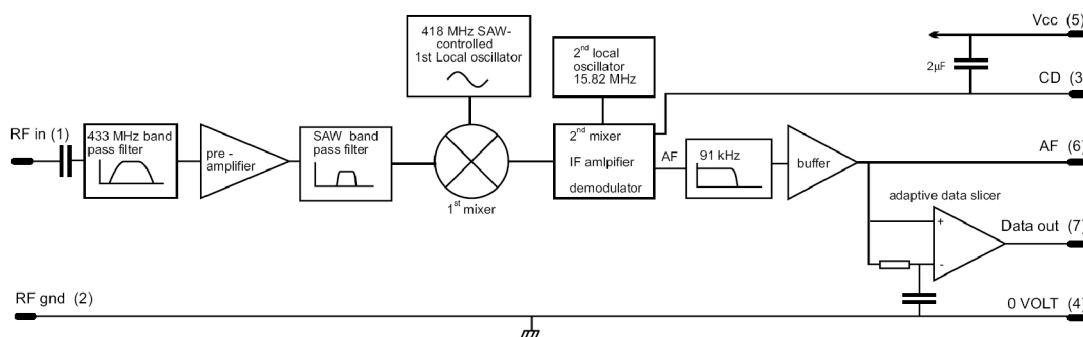 418 MHz SAW-
controlled
1st Local oscillator
2nd local
oscillator
15.82 MHz
Vcc (5)
2µF
CD (3
RF in (1)
433 MHz band
pass filter
pre -
amplifier
SAW band
pass filter
1st mixer
2nd mixer
IF amlpifier
demodulator
AF
91 kHz
buffer
AF (6)
adaptive data slicer
+
-
Data out (7)
RF gnd (2)
0 VOLT (4)